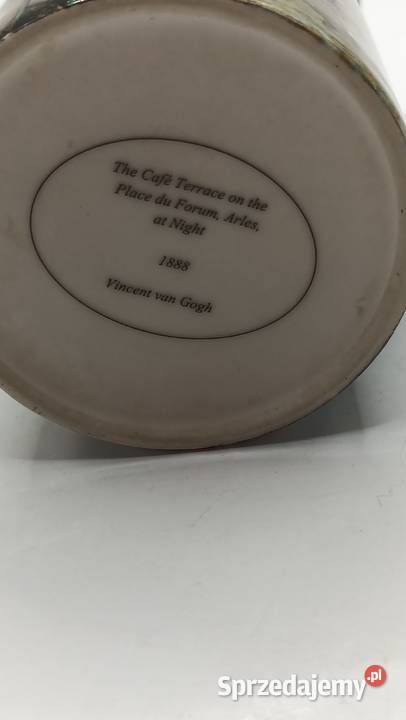 The Café Terrace on the
Place du Forum, Arles,
at Night
1888
Vincent van Gogh
Sprzedajemy.pl